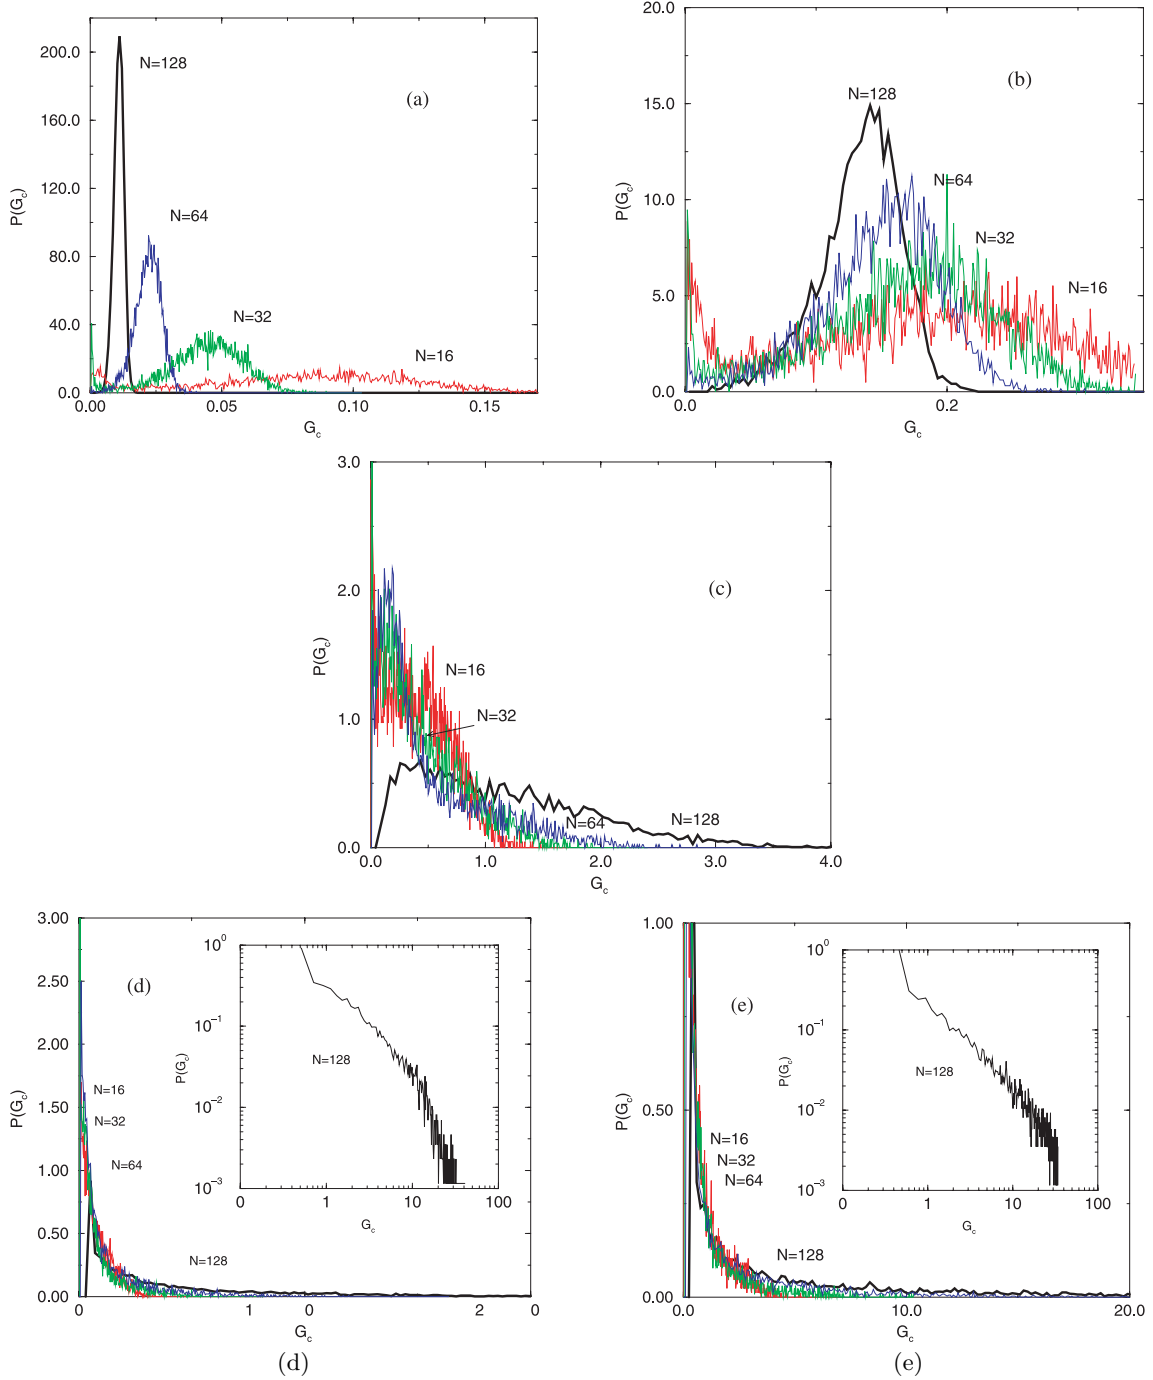 200.0
160.0
120.0
80.0
40.0
0.0
P(G_c)
N=128
(a)
N=64
N=32
N=16
0.00
0.05
0.10
0.15
G_c
20.0
15.0
10.0
5.0
0.0
P(G_c)
(b)
N=128
N=64
N=32
N=16
0.0
0.2
G_c
3.0
2.0
1.0
0.0
P(G_c)
(c)
N=16
N=32
N=64
N=128
0.0
1.0
2.0
3.0
4.0
G_c
3.00
2.50
2.00
1.50
1.00
0.50
0.00
P(G_c)
(d)
N=16
N=32
N=64
N=128
10^0
10^−1
10^−2
10^−3
P(G_c)
N=128
0
1
10
100
G_c
0
1
0
2
0
G_c
(d)
1.00
0.50
0.00
P(G_c)
(e)
N=16
N=32
N=64
N=128
10^0
10^−1
10^−2
10^−3
P(G_c)
N=128
0
1
10
100
G_c
0.0
10.0
20.0
G_c
(e)